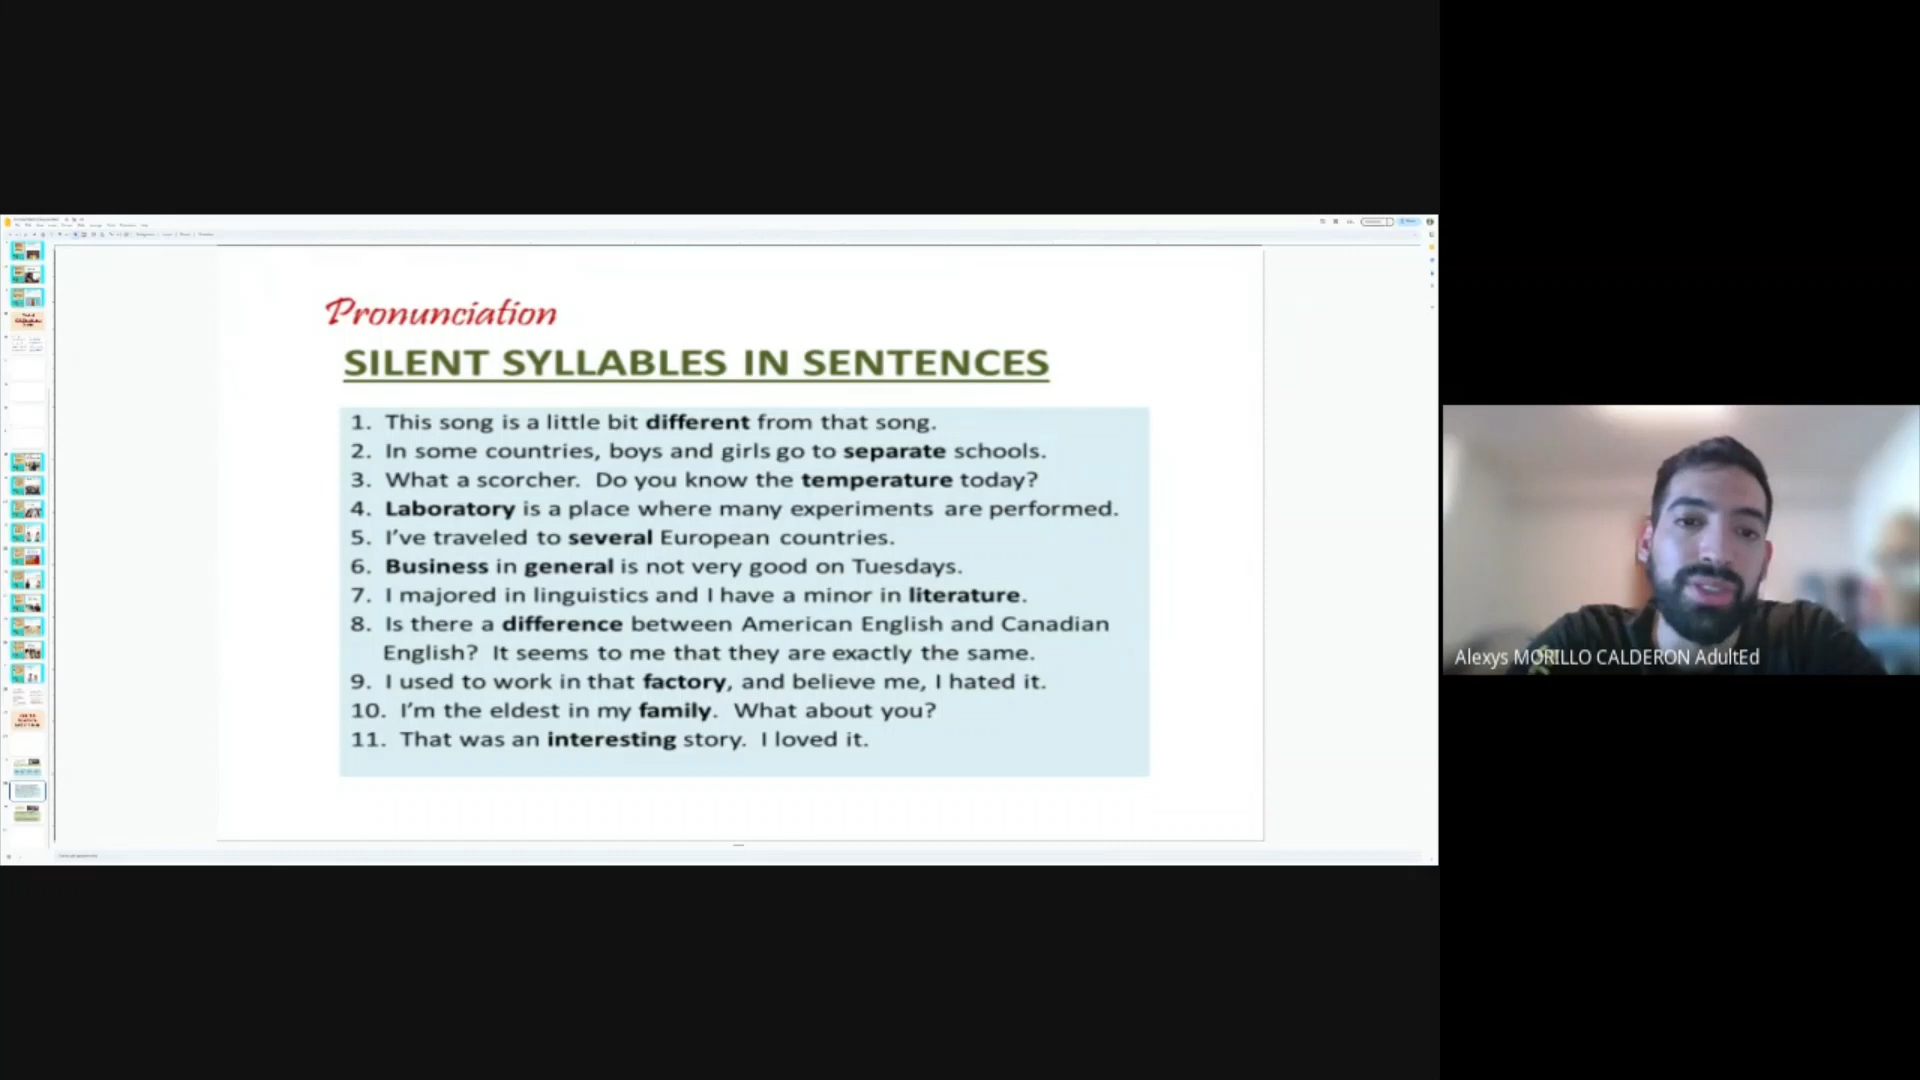 Pronunciation
SILENT SYLLABLES IN SENTENCES
1. This song is a little bit different from that song.
2. In some countries, boys and girls go to separate schools.
3. What a scorcher. Do you know the temperature today?
4. Laboratory is a place where many experiments are performed.
5. I’ve traveled to several European countries.
6. Business in general is not very good on Tuesdays.
7. I majored in linguistics and I have a minor in literature.
8. Is there a difference between American English and Canadian
English? It seems to me that they are exactly the same.
9. I used to work in that factory, and believe me, I hated it.
10. I’m the eldest in my family. What about you?
11. That was an interesting story. I loved it.
Alexys MORILLO CALDERON AdultEd